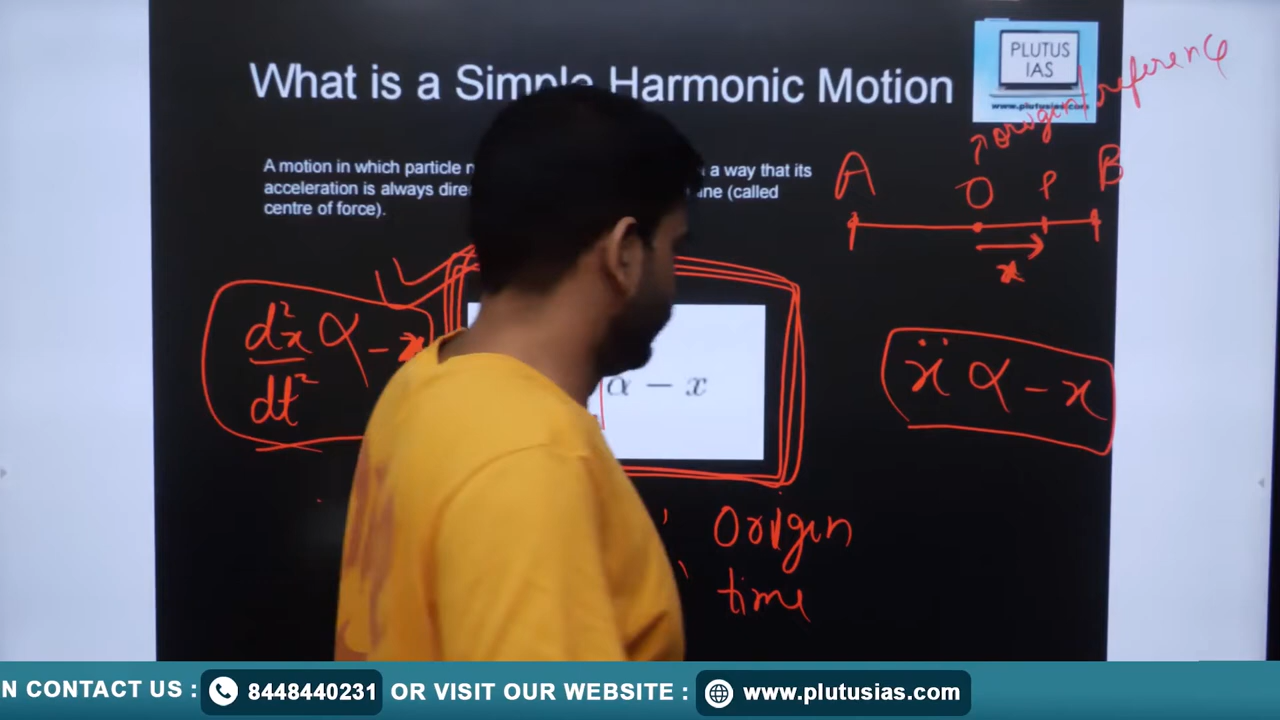 What is a Simple Harmonic Motion
PLUTUS
IAS
www.plutusias.com
origin/reference
A motion in which particle
a way that its
acceleration is always
line (called
centre of force).
A O P B
x
d²x/dt² α - x
α - x
ẍ α - x
Origin
time
N CONTACT US : 8448440231 OR VISIT OUR WEBSITE : www.plutusias.com